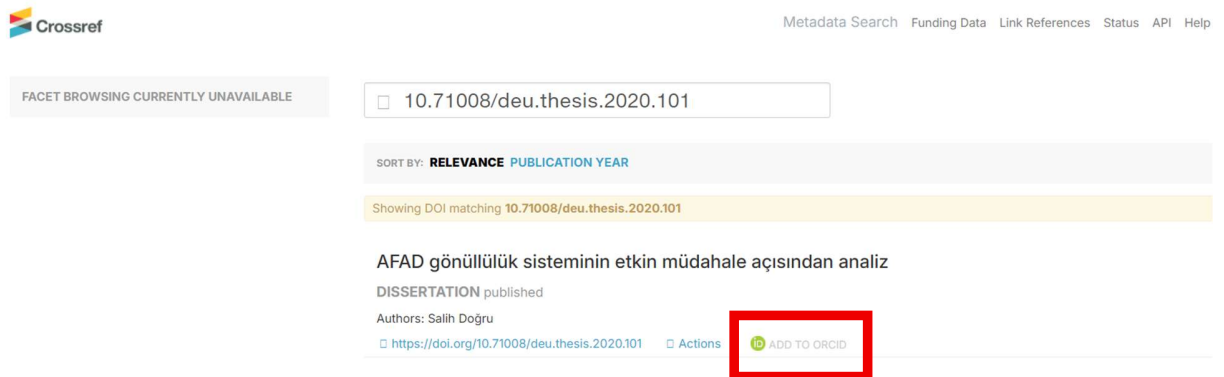 Crossref
Metadata Search Funding Data Link References Status API Help
FACET BROWSING CURRENTLY UNAVAILABLE
10.71008/deu.thesis.2020.101
SORT BY: RELEVANCE PUBLICATION YEAR
Showing DOI matching 10.71008/deu.thesis.2020.101
AFAD gönüllülük sisteminin etkin müdahale açısından analiz
DISSERTATION published
Authors: Salih Doğru
https://doi.org/10.71008/deu.thesis.2020.101 Actions iD ADD TO ORCID